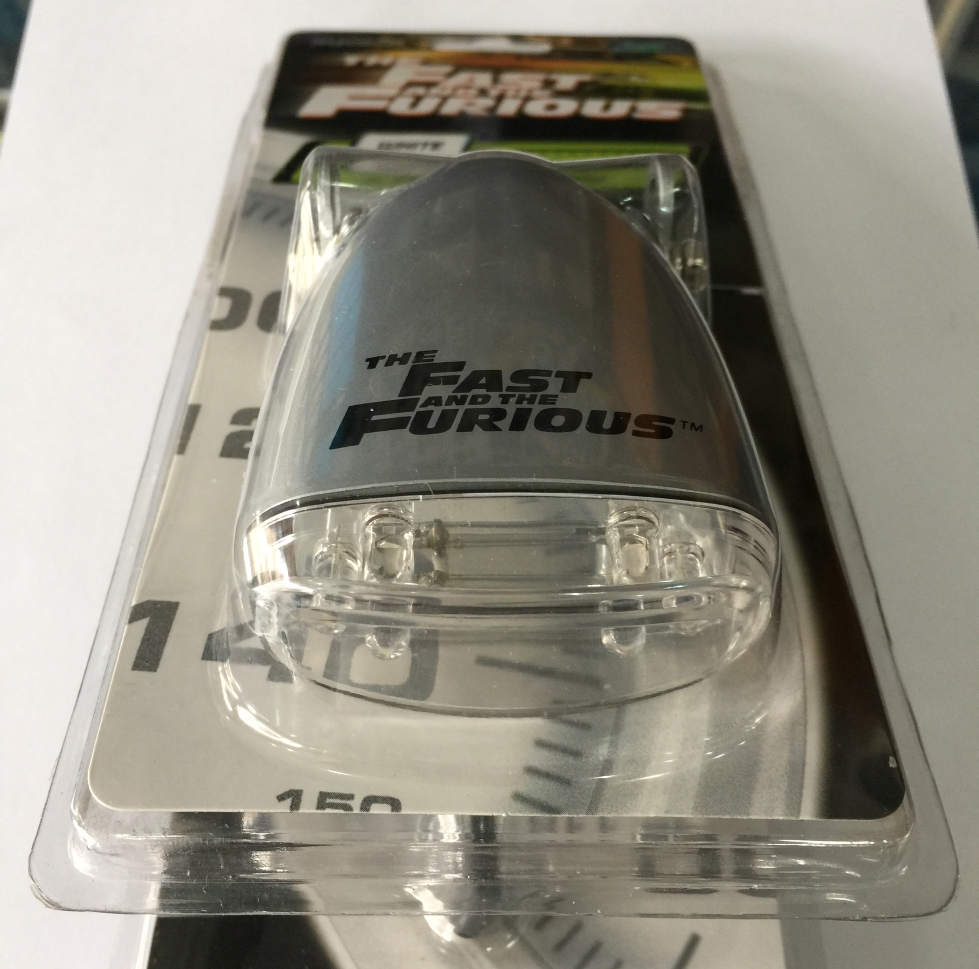 THE
FAST
AND THE
FURIOUS
WHITE
THE
FAST
AND THE
FURIOUS™
140
150